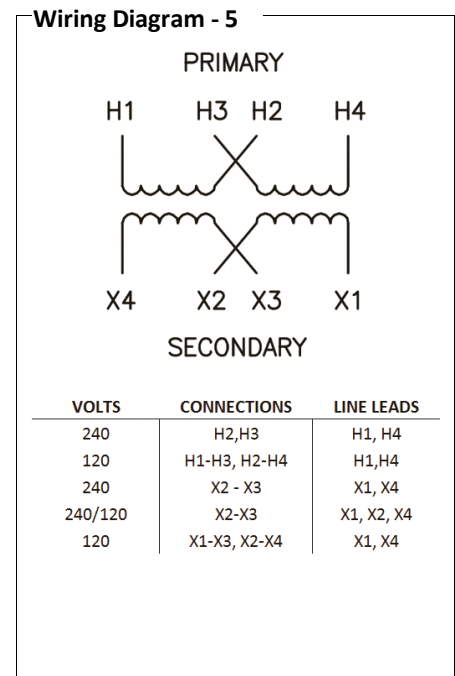 Wiring Diagram - 5
PRIMARY
H1 H3 H2 H4
X4 X2 X3 X1
SECONDARY
VOLTS CONNECTIONS LINE LEADS
240 H2,H3 H1, H4
120 H1-H3, H2-H4 H1,H4
240 X2 - X3 X1, X4
240/120 X2-X3 X1, X2, X4
120 X1-X3, X2-X4 X1, X4